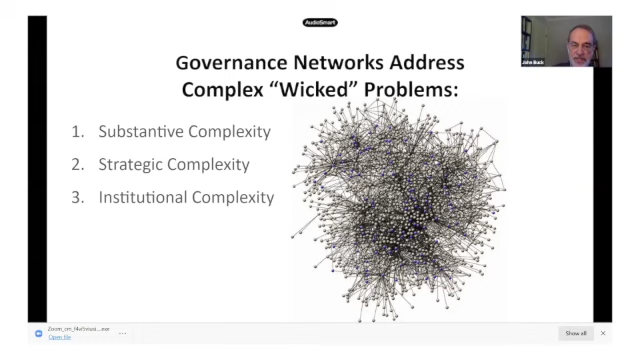 AudioSmart
John Buck
Governance Networks Address
Complex “Wicked” Problems:
1. Substantive Complexity
2. Strategic Complexity
3. Institutional Complexity
Open file
Show all